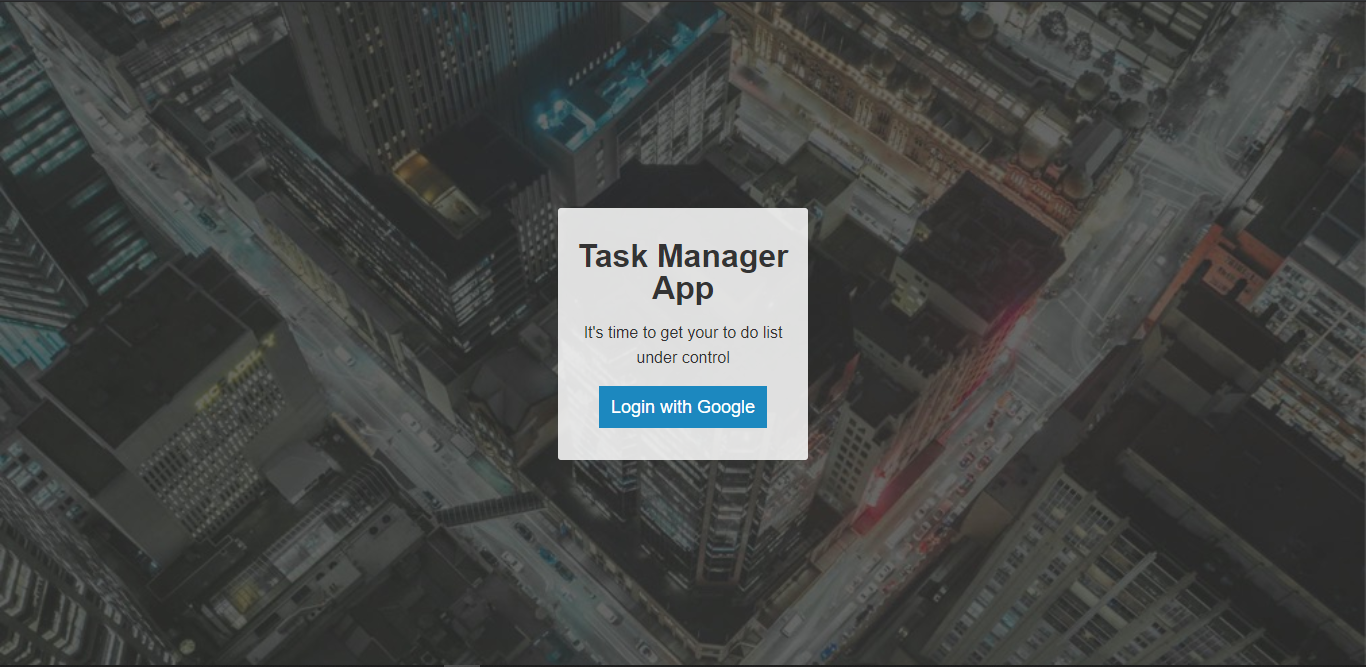 Task Manager
App
It's time to get your to do list
under control
Login with Google